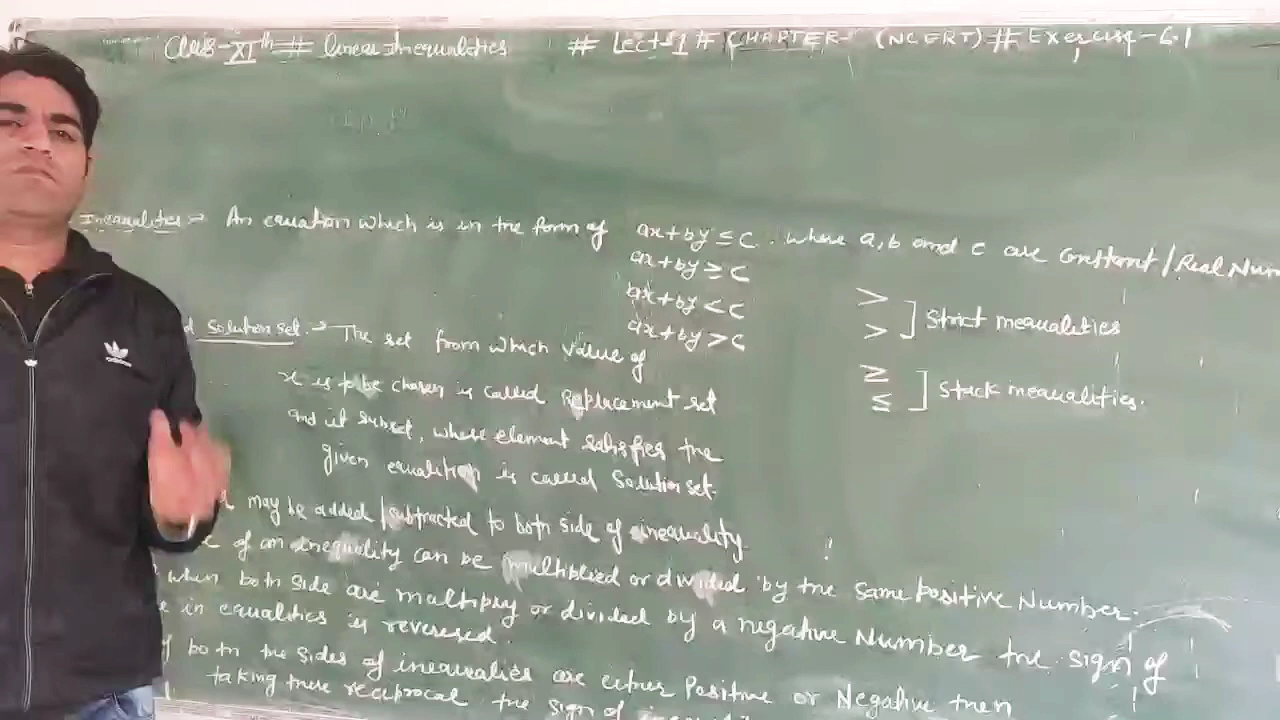 Class-XIth # linear Inequalities # Lect-1 # CHAPTER- (NCERT) # Exercise-6.1
Inequalities → An equation which is in the form of ax+by ≤ c. where a, b and c are constant/Real Num
ax+by ≥ c
ax+by < c
ax+by > c
>
> ] Strict inequalities
≥
≤ ] Slack inequalities.
d Solution set. → The set from which value of
x is to be chosen is called Replacement set
and it subset, whose element satisfies the
given equalition is called Solution set.
may be added/subtracted to both side of inequality.
e of an inequality can be multiplied or divided by the same positive Number.
when both side are multipiy or divided by a negative Number the sign of
e in equalities is reveresed.
f both the sides of inequalies are either Positive or Negative then
taking there reciprocal the sign of